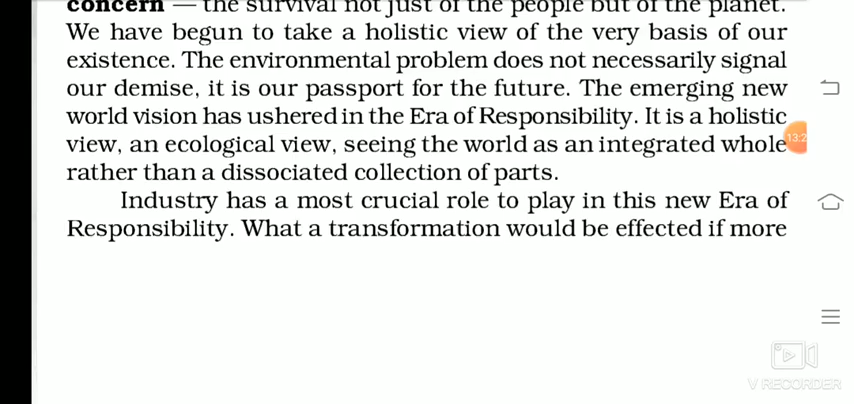 concern — the survival not just of the people but of the planet.
We have begun to take a holistic view of the very basis of our
existence. The environmental problem does not necessarily signal
our demise, it is our passport for the future. The emerging new
world vision has ushered in the Era of Responsibility. It is a holistic
view, an ecological view, seeing the world as an integrated whole
rather than a dissociated collection of parts.
Industry has a most crucial role to play in this new Era of
Responsibility. What a transformation would be effected if more
V RECORDER